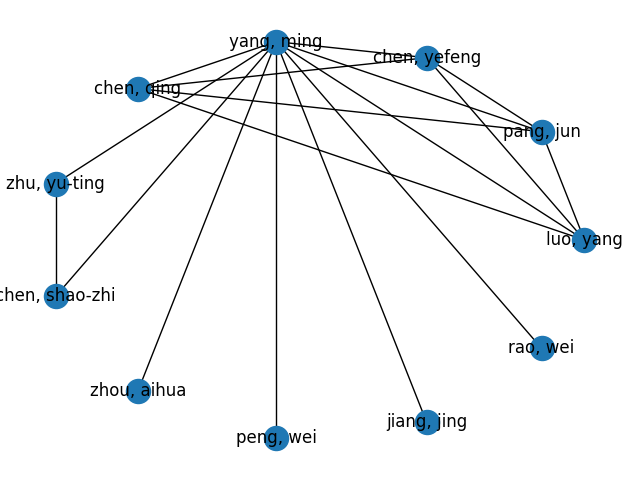 yang, ming
chen, yefeng
chen, qing
pang, jun
zhu, yu-ting
luo, yang
chen, shao-zhi
rao, wei
zhou, aihua
jiang, jing
peng, wei